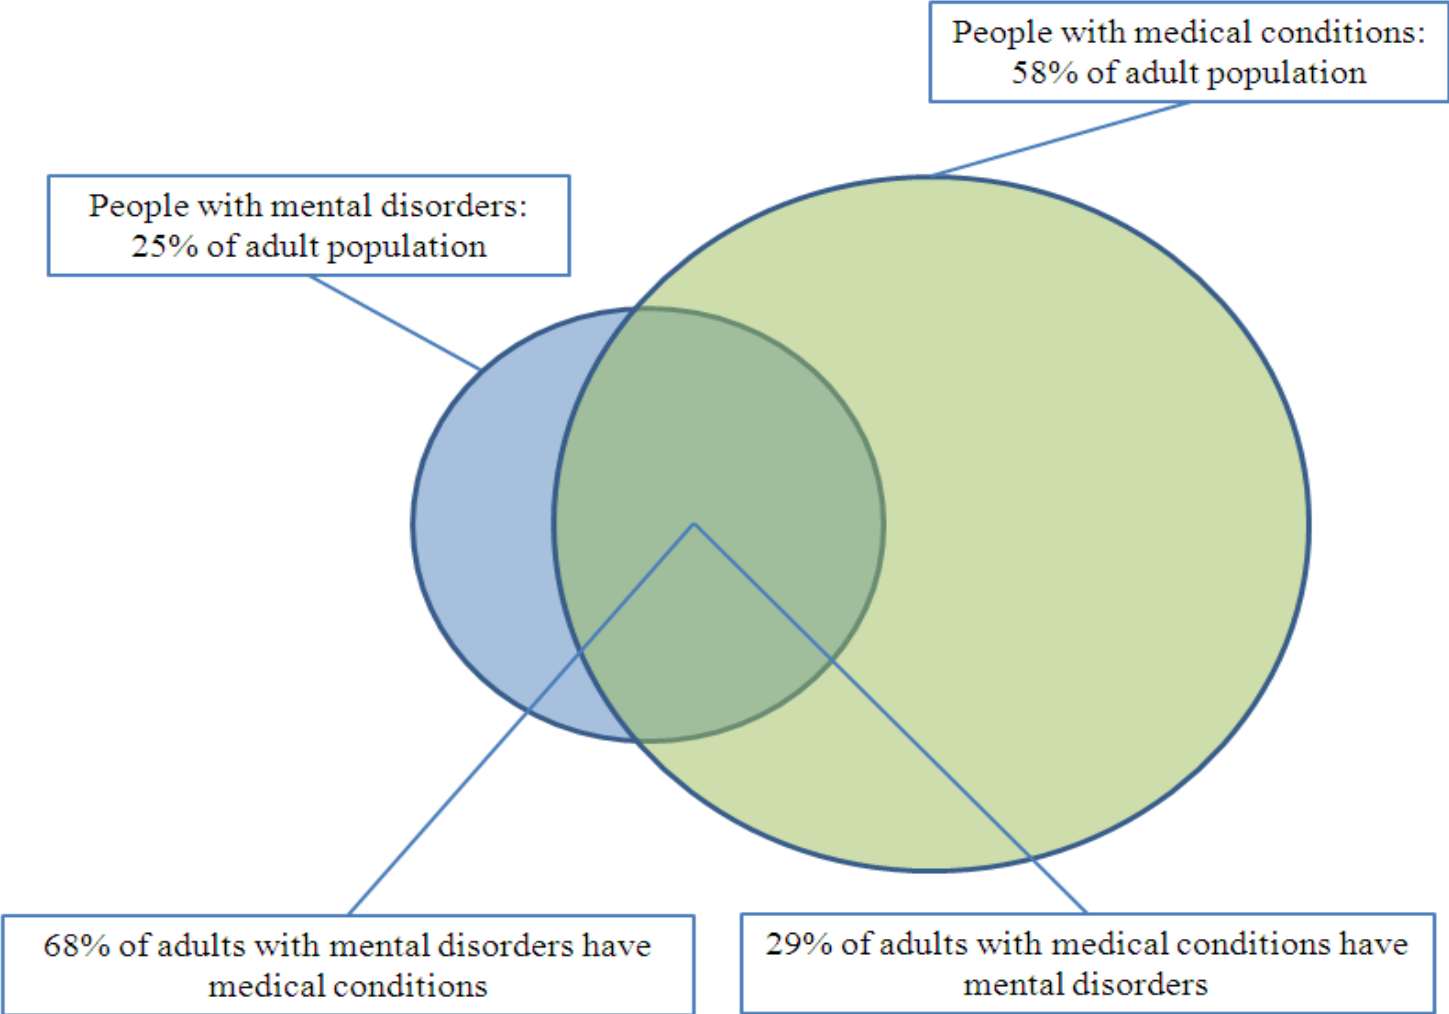 People with medical conditions:
58% of adult population
People with mental disorders:
25% of adult population
68% of adults with mental disorders have
medical conditions
29% of adults with medical conditions have
mental disorders